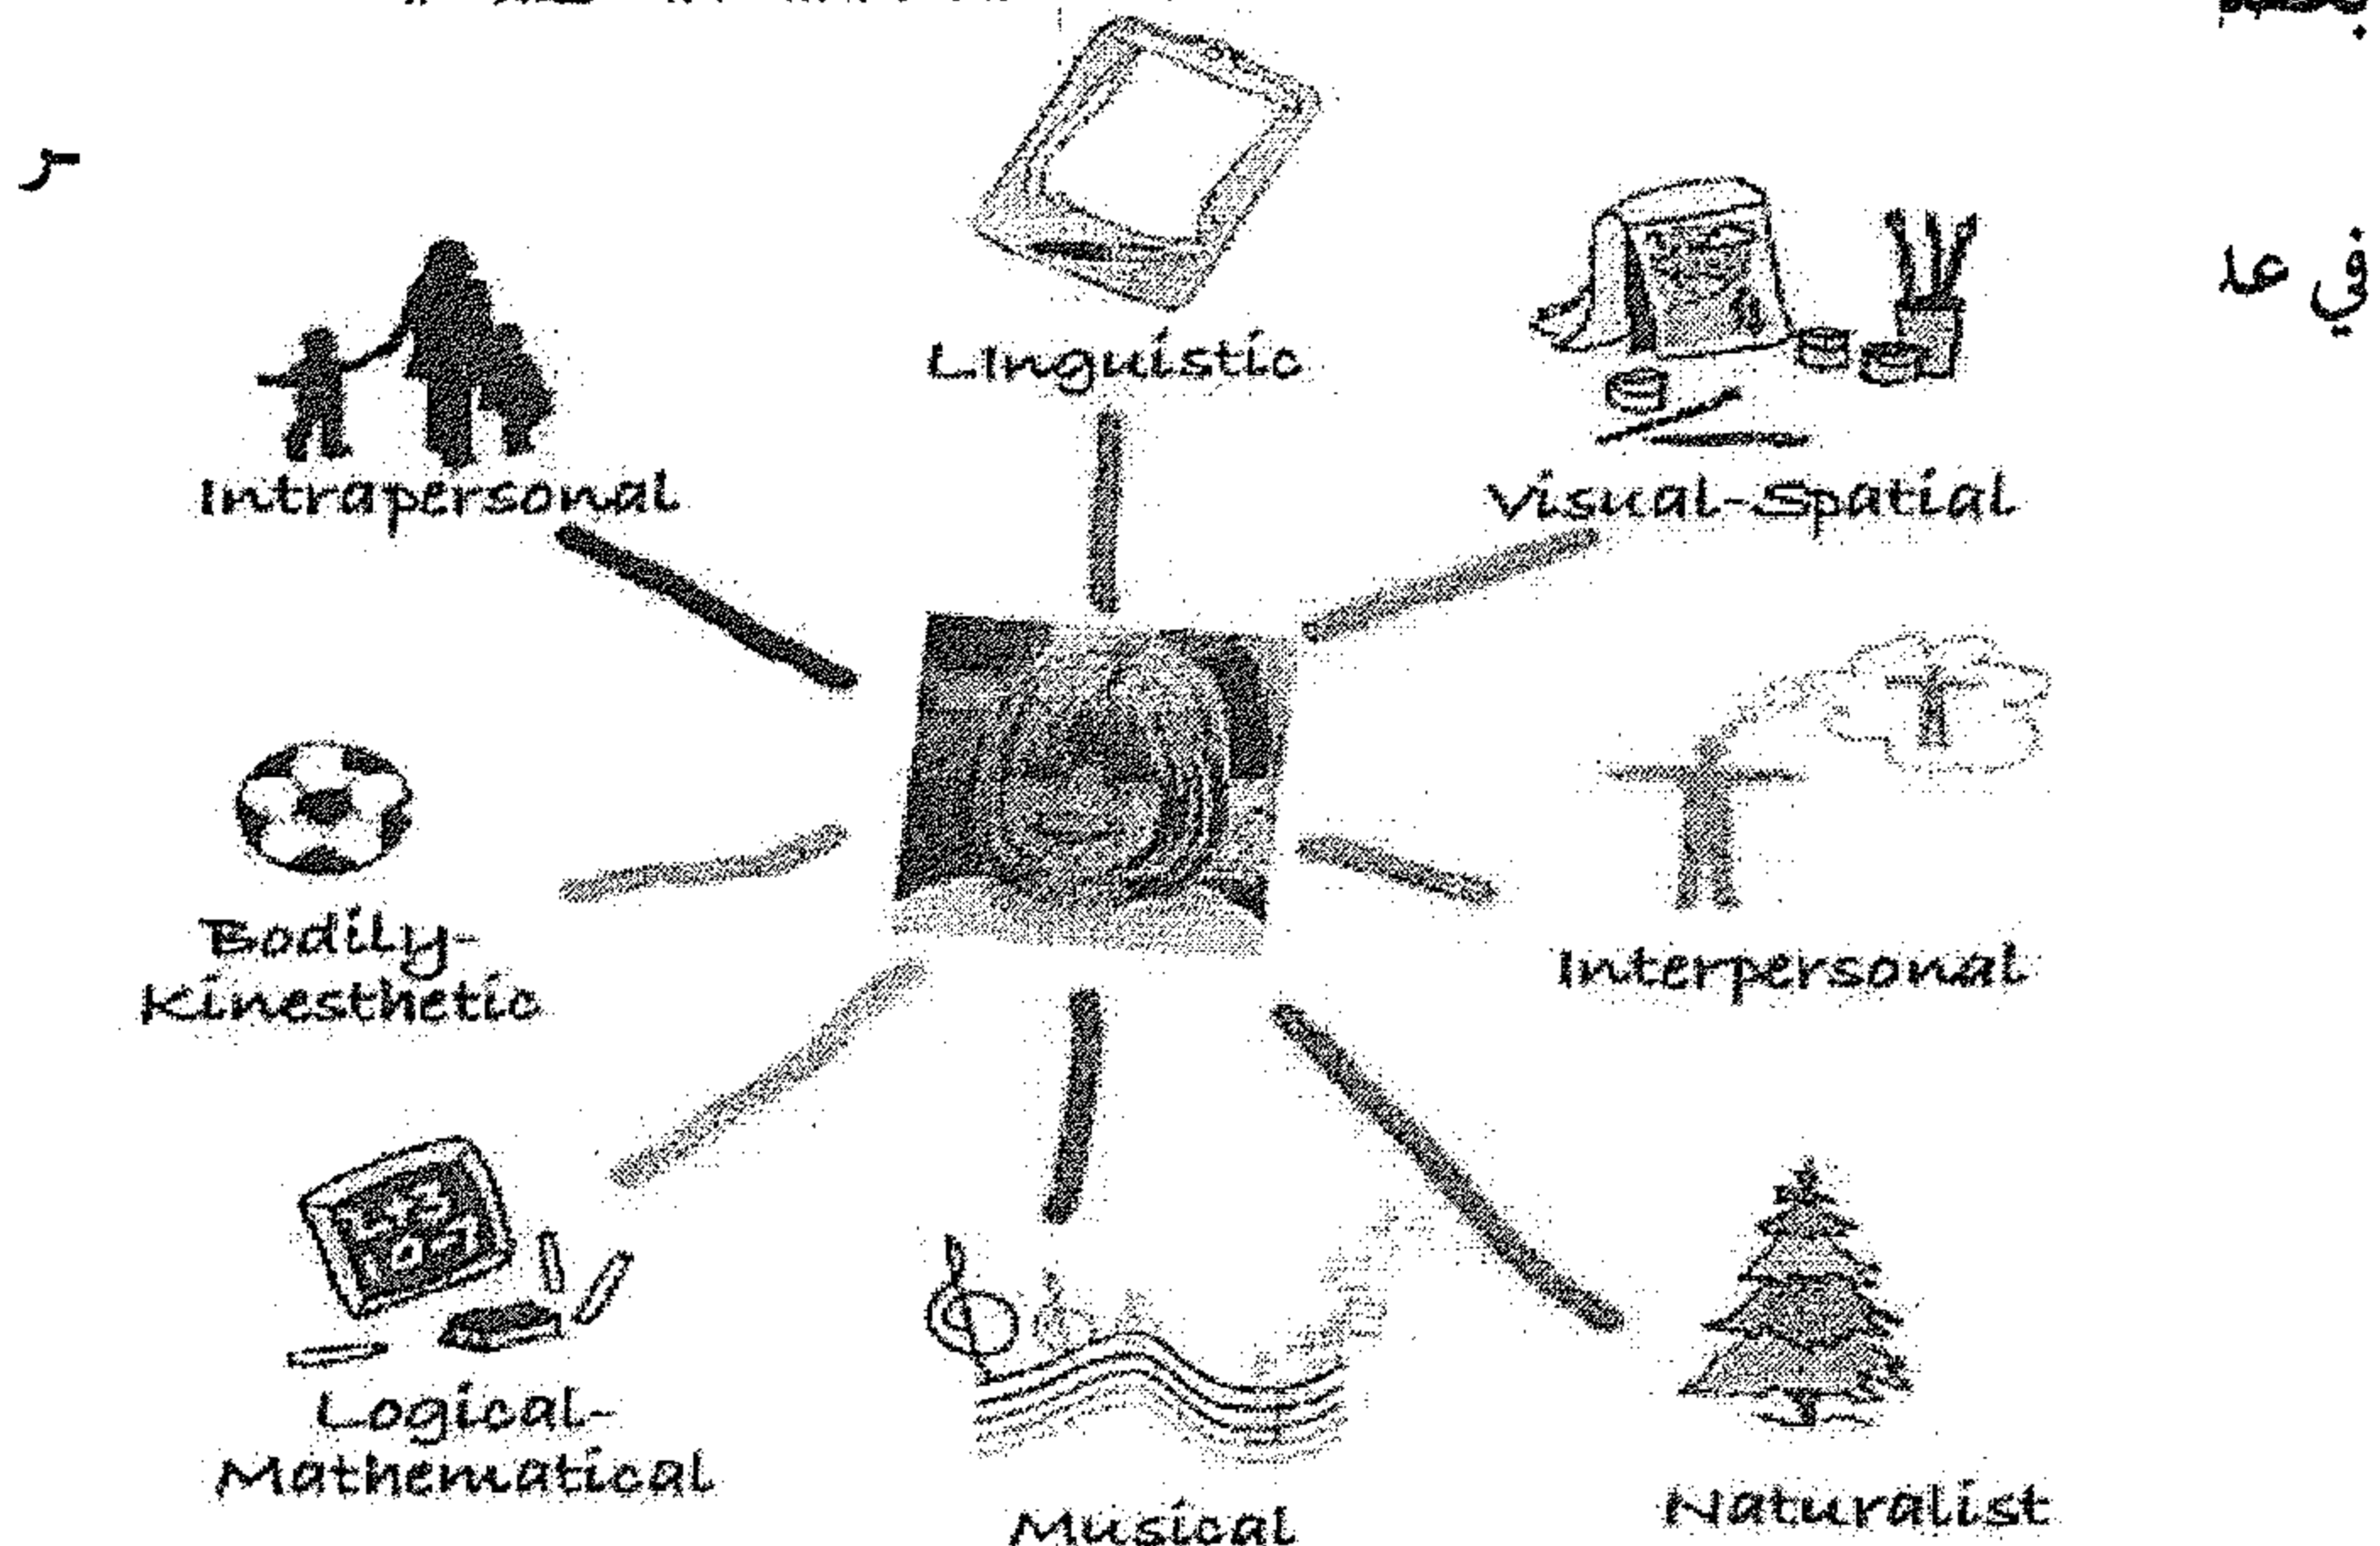 Linguistic
Intrapersonal
Visual-Spatial
في عد
Bodily-
Kinesthetic
Interpersonal
Logical-
Mathematical
Musical
Naturalist